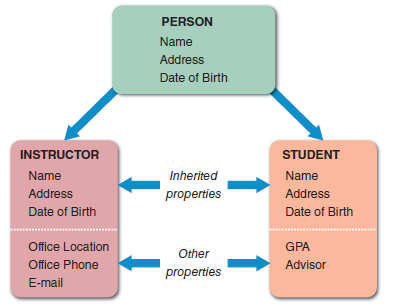 PERSON
Name
Address
Date of Birth
INSTRUCTOR
Name
Address
Date of Birth
Office Location
Office Phone
E-mail
Inherited
properties
Other
properties
STUDENT
Name
Address
Date of Birth
GPA
Advisor